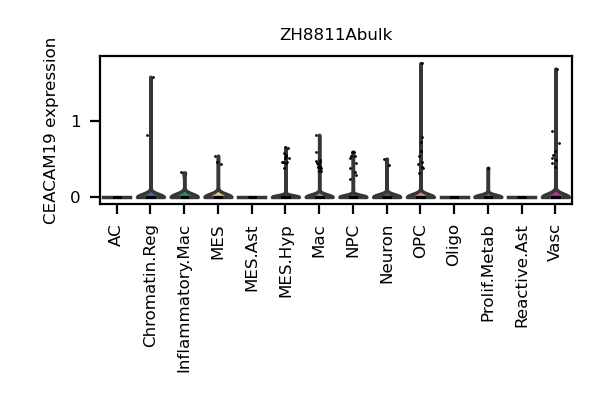 ZH8811Abulk
CEACAM19 expression
1
0
AC
Chromatin.Reg
Inflammatory.Mac
MES
MES.Ast
MES.Hyp
Mac
NPC
Neuron
OPC
Oligo
Prolif.Metab
Reactive.Ast
Vasc